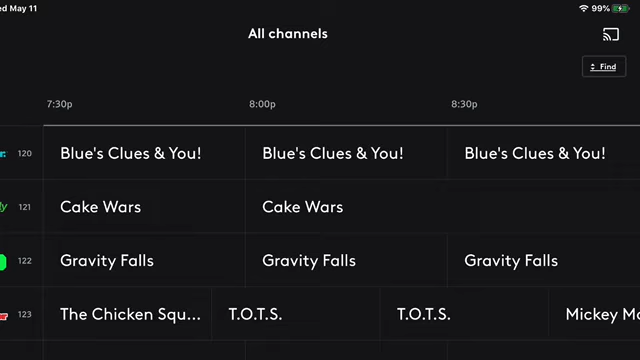 ed May 11
99%
All channels
Find
7:30p 8:00p 8:30p
120 Blue's Clues & You! Blue's Clues & You! Blue's Clues & You!
121 Cake Wars Cake Wars
122 Gravity Falls Gravity Falls Gravity Falls
123 The Chicken Squ... T.O.T.S. T.O.T.S. Mickey Mo